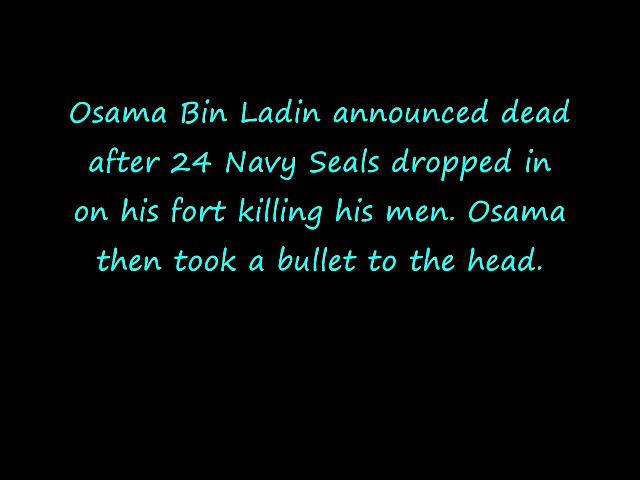 Osama Bin Ladin announced dead
after 24 Navy Seals dropped in
on his fort killing his men. Osama
then took a bullet to the head.